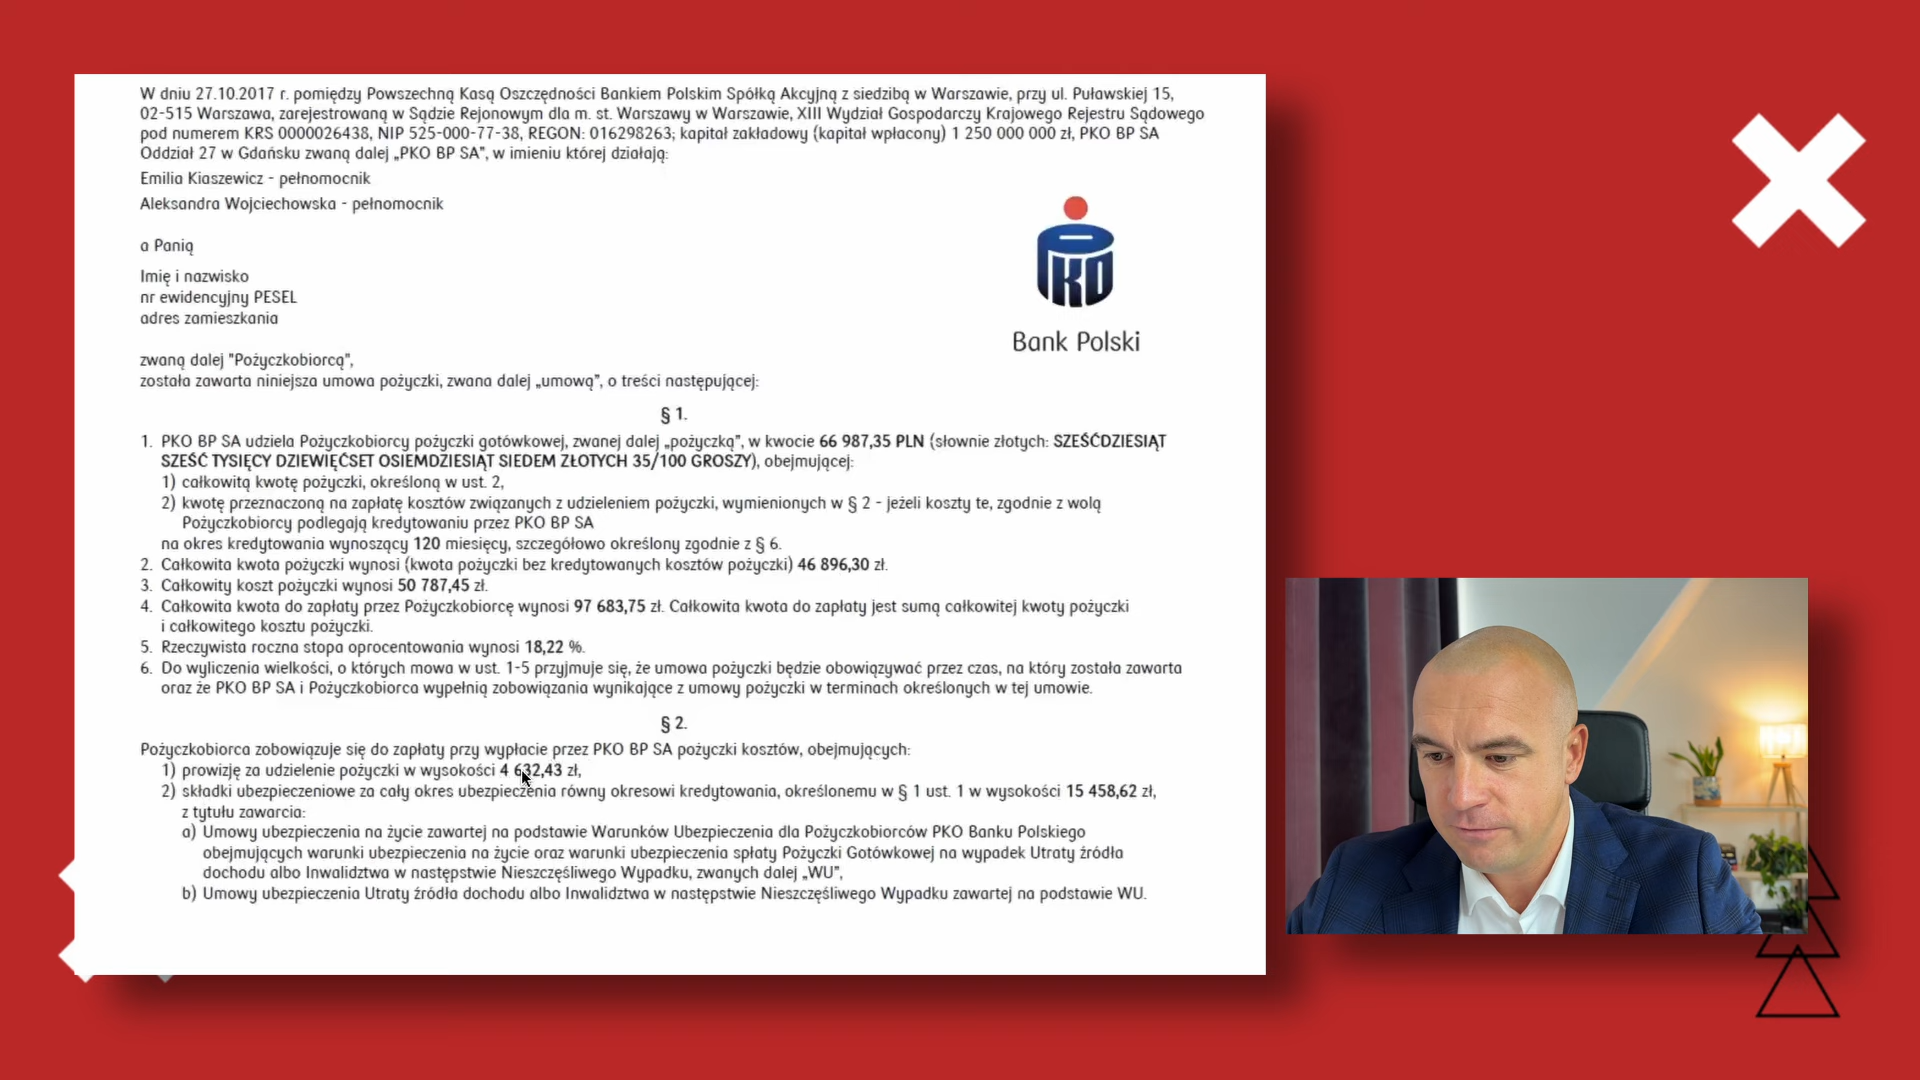 W dniu 27.10.2017 r. pomiędzy Powszechną Kasą Oszczędności Bankiem Polskim Spółką Akcyjną z siedzibą w Warszawie, przy ul. Puławskiej 15,
02-515 Warszawa, zarejestrowaną w Sądzie Rejonowym dla m. st. Warszawy w Warszawie, XIII Wydział Gospodarczy Krajowego Rejestru Sądowego
pod numerem KRS 0000026438, NIP 525-000-77-38, REGON: 016298263; kapitał zakładowy (kapitał wpłacony) 1 250 000 000 zł, PKO BP SA
Oddział 27 w Gdańsku zwaną dalej „PKO BP SA”, w imieniu której działają:
Emilia Kiaszewicz - pełnomocnik
Aleksandra Wojciechowska - pełnomocnik
a Panią
Imię i nazwisko
nr ewidencyjny PESEL
adres zamieszkania
PKO
Bank Polski
zwaną dalej "Pożyczkobiorcą",
została zawarta niniejsza umowa pożyczki, zwana dalej „umową”, o treści następującej:
§ 1.
1. PKO BP SA udziela Pożyczkobiorcy pożyczki gotówkowej, zwanej dalej „pożyczką”, w kwocie 66 987,35 PLN (słownie złotych: SZEŚĆDZIESIĄT
SZEŚĆ TYSIĘCY DZIEWIĘĆSET OSIEMDZIESIĄT SIEDEM ZŁOTYCH 35/100 GROSZY), obejmującej:
1) całkowitą kwotę pożyczki, określoną w ust. 2,
2) kwotę przeznaczoną na zapłatę kosztów związanych z udzieleniem pożyczki, wymienionych w § 2 - jeżeli koszty te, zgodnie z wolą
Pożyczkobiorcy podlegają kredytowaniu przez PKO BP SA
na okres kredytowania wynoszący 120 miesięcy, szczegółowo określony zgodnie z § 6.
2. Całkowita kwota pożyczki wynosi (kwota pożyczki bez kredytowanych kosztów pożyczki) 46 896,30 zł.
3. Całkowity koszt pożyczki wynosi 50 787,45 zł.
4. Całkowita kwota do zapłaty przez Pożyczkobiorcę wynosi 97 683,75 zł. Całkowita kwota do zapłaty jest sumą całkowitej kwoty pożyczki
i całkowitego kosztu pożyczki.
5. Rzeczywista roczna stopa oprocentowania wynosi 18,22 %.
6. Do wyliczenia wielkości, o których mowa w ust. 1-5 przyjmuje się, że umowa pożyczki będzie obowiązywać przez czas, na który została zawarta
oraz że PKO BP SA i Pożyczkobiorca wypełnią zobowiązania wynikające z umowy pożyczki w terminach określonych w tej umowie.
§ 2.
Pożyczkobiorca zobowiązuje się do zapłaty przy wypłacie przez PKO BP SA pożyczki kosztów, obejmujących:
1) prowizję za udzielenie pożyczki w wysokości 4 632,43 zł,
2) składki ubezpieczeniowe za cały okres ubezpieczenia równy okresowi kredytowania, określonemu w § 1 ust. 1 w wysokości 15 458,62 zł,
z tytułu zawarcia:
a) Umowy ubezpieczenia na życie zawartej na podstawie Warunków Ubezpieczenia dla Pożyczkobiorców PKO Banku Polskiego
obejmujących warunki ubezpieczenia na życie oraz warunki ubezpieczenia spłaty Pożyczki Gotówkowej na wypadek Utraty źródła
dochodu albo Inwalidztwa w następstwie Nieszczęśliwego Wypadku, zwanych dalej „WU”,
b) Umowy ubezpieczenia Utraty źródła dochodu albo Inwalidztwa w następstwie Nieszczęśliwego Wypadku zawartej na podstawie WU.